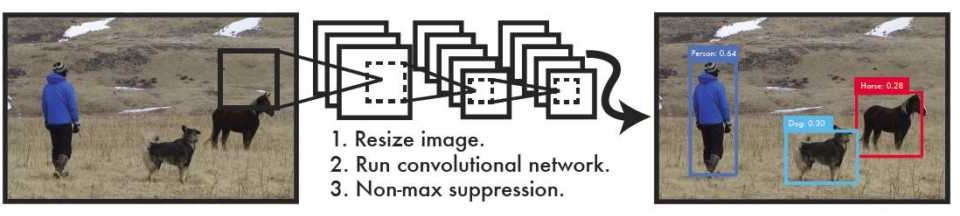 1. Resize image.
2. Run convolutional network.
3. Non-max suppression.
Person: 0.64
Horse: 0.28
Dog: 0.30